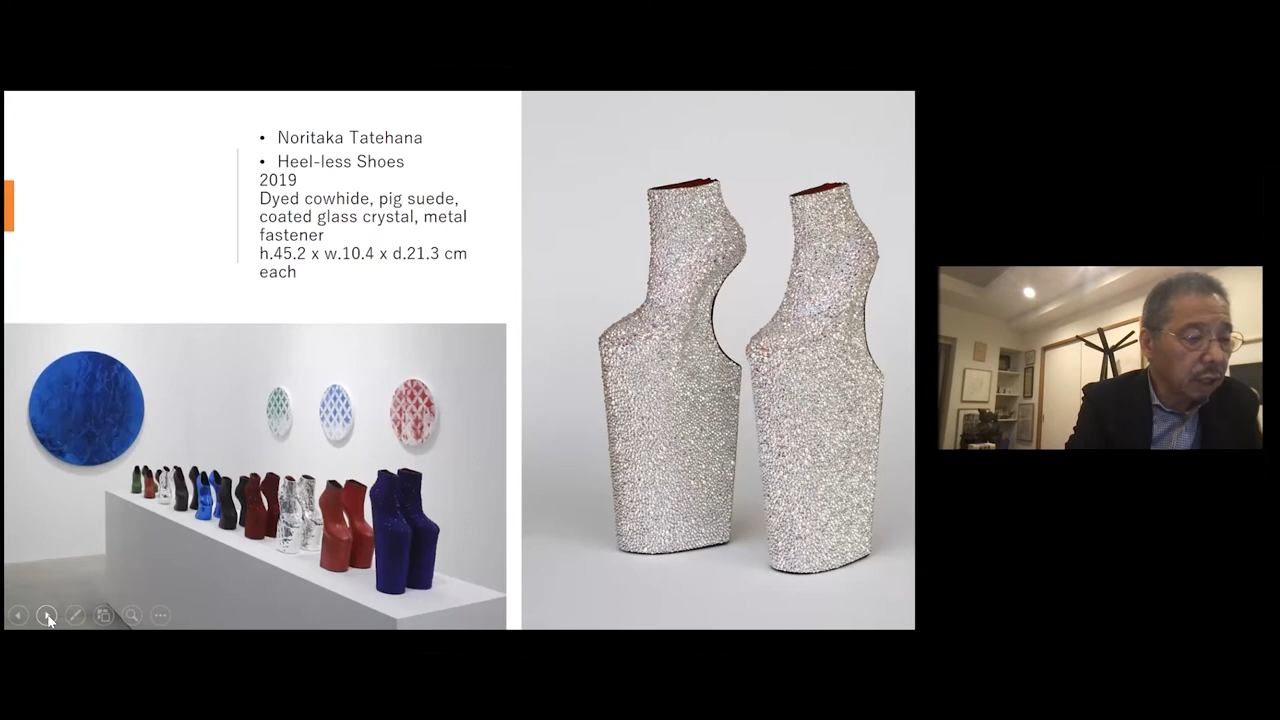 • Noritaka Tatehana
• Heel-less Shoes
2019
Dyed cowhide, pig suede,
coated glass crystal, metal
fastener
h.45.2 x w.10.4 x d.21.3 cm
each